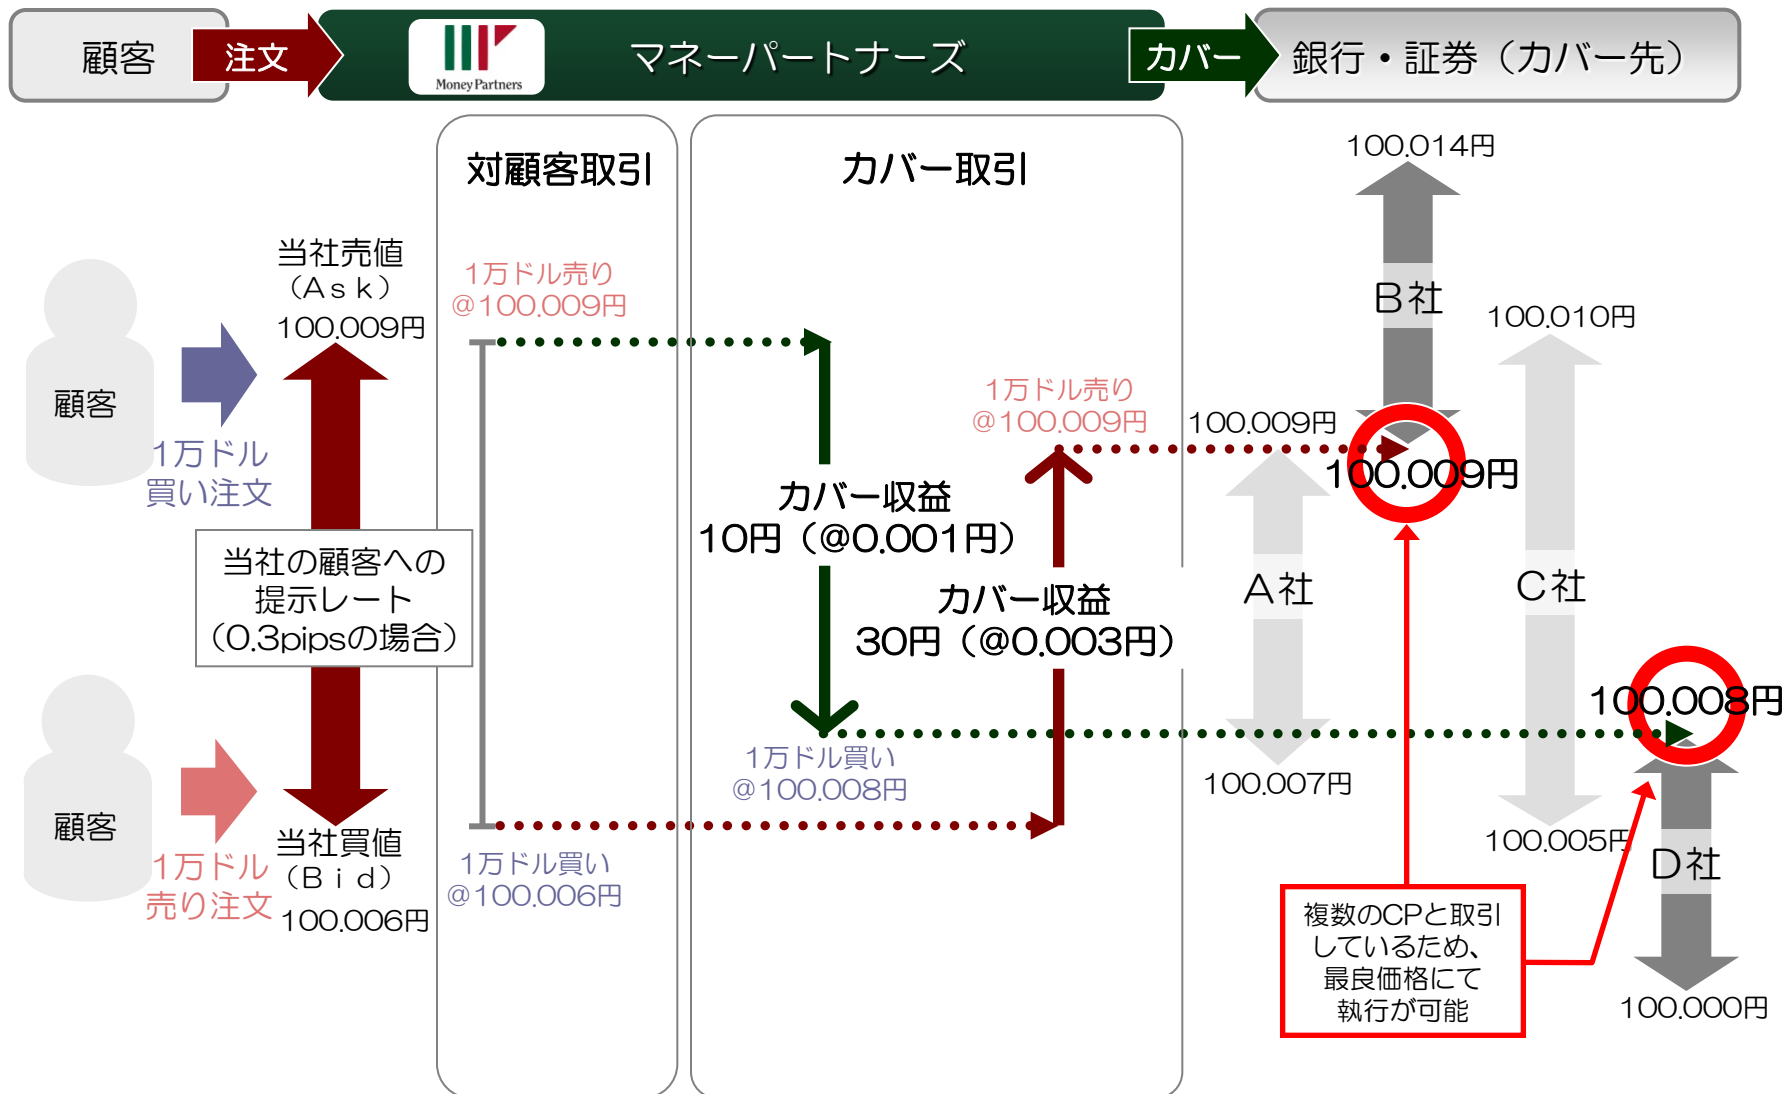 顧客
注文
Money Partners
マネーパートナーズ
カバー
銀行・証券（カバー先）
対顧客取引
カバー取引
100.014円
当社売値
（Ａｓｋ）
100.009円
1万ドル売り
@100.009円
Ｂ社
100.010円
顧客
1万ドル
買い注文
1万ドル売り
@100.009円
100.009円
100.009円
カバー収益
10円（@0.001円）
当社の顧客への
提示レート
（0.3pipsの場合）
カバー収益
30円（@0.003円）
Ａ社
Ｃ社
100.008円
1万ドル買い
@100.008円
100.007円
顧客
1万ドル
売り注文
当社買値
（Ｂｉｄ）
100.006円
1万ドル買い
@100.006円
100.005円
Ｄ社
複数のCPと取引
しているため、
最良価格にて
執行が可能
100.000円